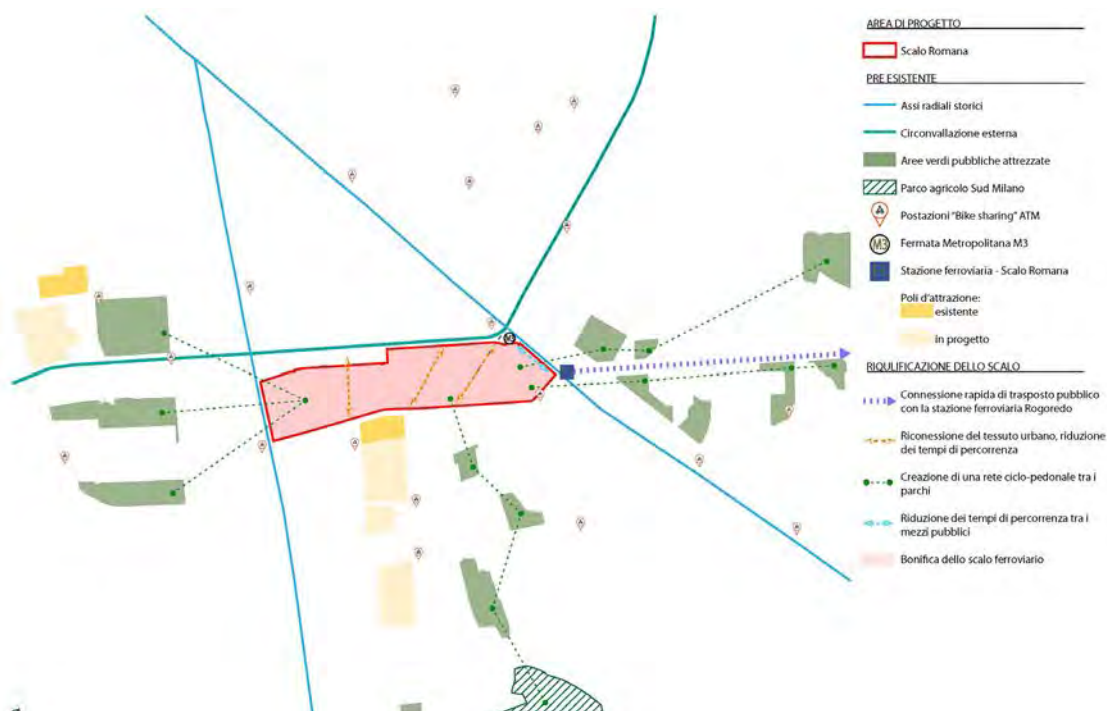 AREA DI PROGETTO
Scalo Romana
PRE ESISTENTE
Assi radiali storici
Circonvallazione esterna
Aree verdi pubbliche attrezzate
Parco agricolo Sud Milano
Postazioni "Bike sharing" ATM
M3
Fermata Metropolitana M3
Stazione ferroviaria - Scalo Romana
Poli d'attrazione:
esistente
in progetto
RIQULIFICAZIONE DELLO SCALO
Connessione rapida di trasposto pubblico
con la stazione ferroviaria Rogoredo
Riconessione del tessuto urbano, riduzione
dei tempi di percorrenza
Creazione di una rete ciclo-pedonale tra i
parchi
Riduzione dei tempi di percorrenza tra i
mezzi pubblici
Bonifica dello scalo ferroviario
M3